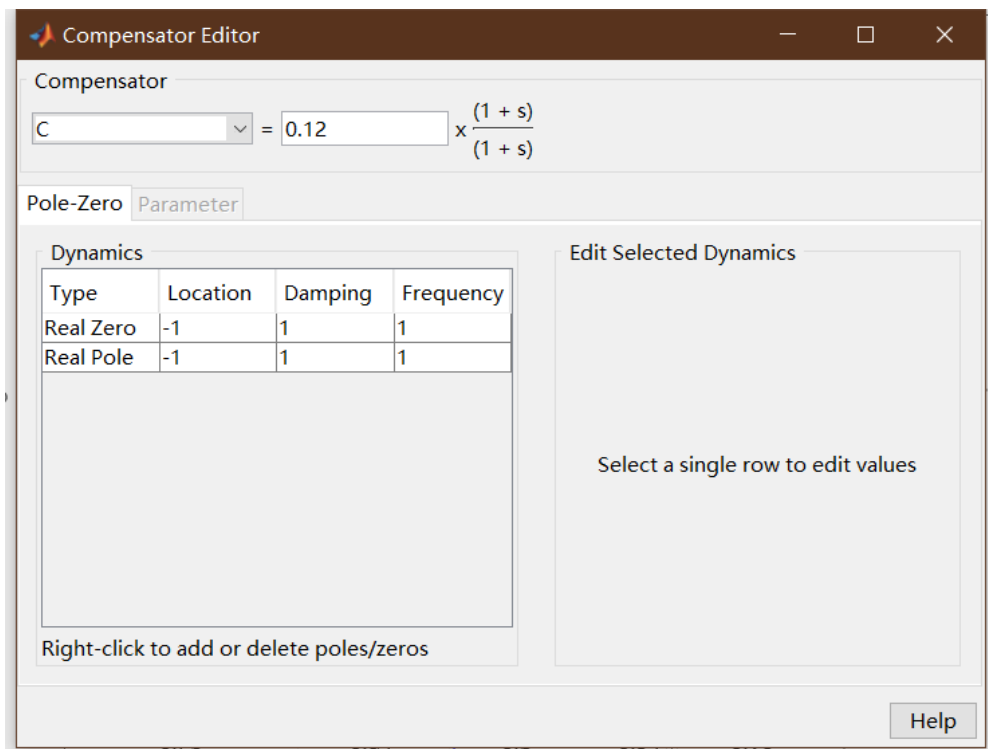 Compensator Editor
Compensator
C = 0.12 x (1 + s)
(1 + s)
Pole-Zero Parameter
Dynamics
Type Location Damping Frequency
Real Zero -1 1 1
Real Pole -1 1 1
Right-click to add or delete poles/zeros
Edit Selected Dynamics
Select a single row to edit values
Help